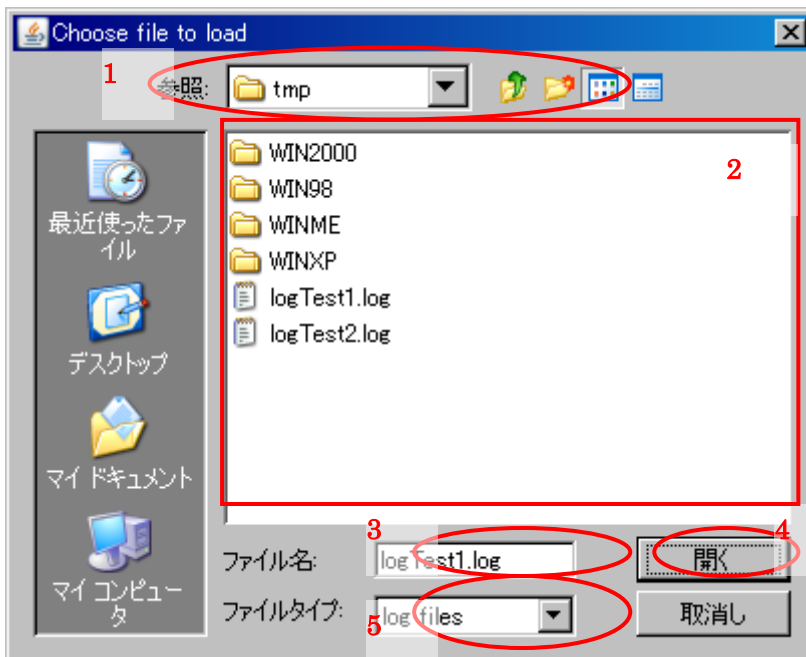 Choose file to load
1
参照:
tmp
WIN2000
2
WIN98
最近使ったファ
イル
WINME
WINXP
logTest1.log
logTest2.log
デスクトップ
マイ ドキュメント
3
4
ファイル名:
logTest1.log
開く
マイ コンピュー
タ
ファイルタイプ:
5
log files
取消し